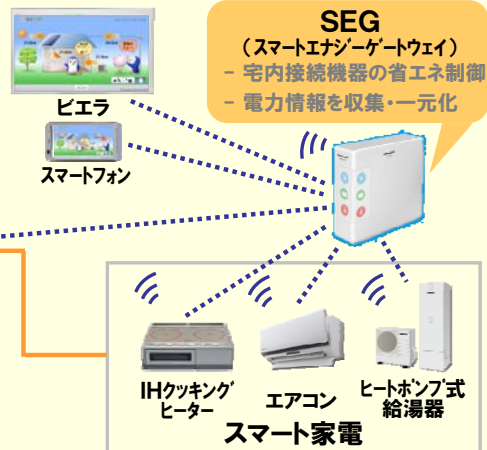 SEG
(スマートエナジーゲートウェイ)
- 宅内接続機器の省エネ制御
- 電力情報を収集・一元化
ビエラ
スマートフォン
IHクッキング
ヒーター
エアコン
ヒートポンプ式
給湯器
スマート家電